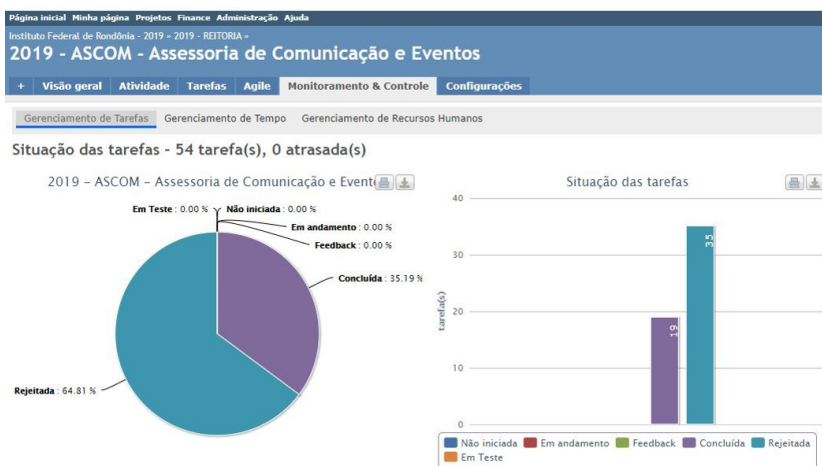 Página inicial Minha página Projetos Finance Administração Ajuda
Instituto Federal de Rondônia - 2019 » 2019 - REITORIA »
2019 - ASCOM - Assessoria de Comunicação e Eventos
+ Visão geral Atividade Tarefas Agile Monitoramento & Controle Configurações
Gerenciamento de Tarefas Gerenciamento de Tempo Gerenciamento de Recursos Humanos
Situação das tarefas - 54 tarefa(s), 0 atrasada(s)
2019 - ASCOM - Assessoria de Comunicação e Evento
Em Teste : 0.00 % Não iniciada : 0.00 %
Em andamento : 0.00 %
Feedback : 0.00 %
Concluída : 35.19 %
Rejeitada : 64.81 %
Situação das tarefas
40
30
20
10
0
tarefa(s)
19
35
Não iniciada Em andamento Feedback Concluída Rejeitada
Em Teste